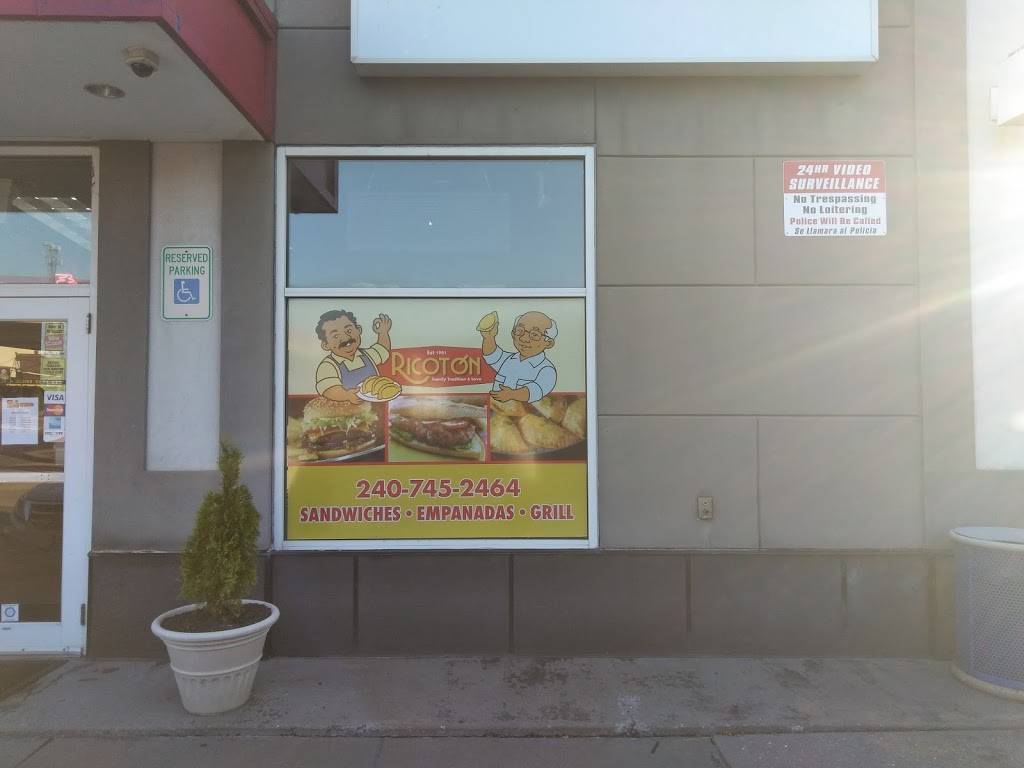 24HR VIDEO
SURVEILLANCE
No Trespassing
No Loitering
Police Will Be Called
Se Llamara al Policia
RESERVED
PARKING
Est 1981
RICOTÓN
Family Tradition & Love
VISA
240-745-2464
SANDWICHES • EMPANADAS • GRILL